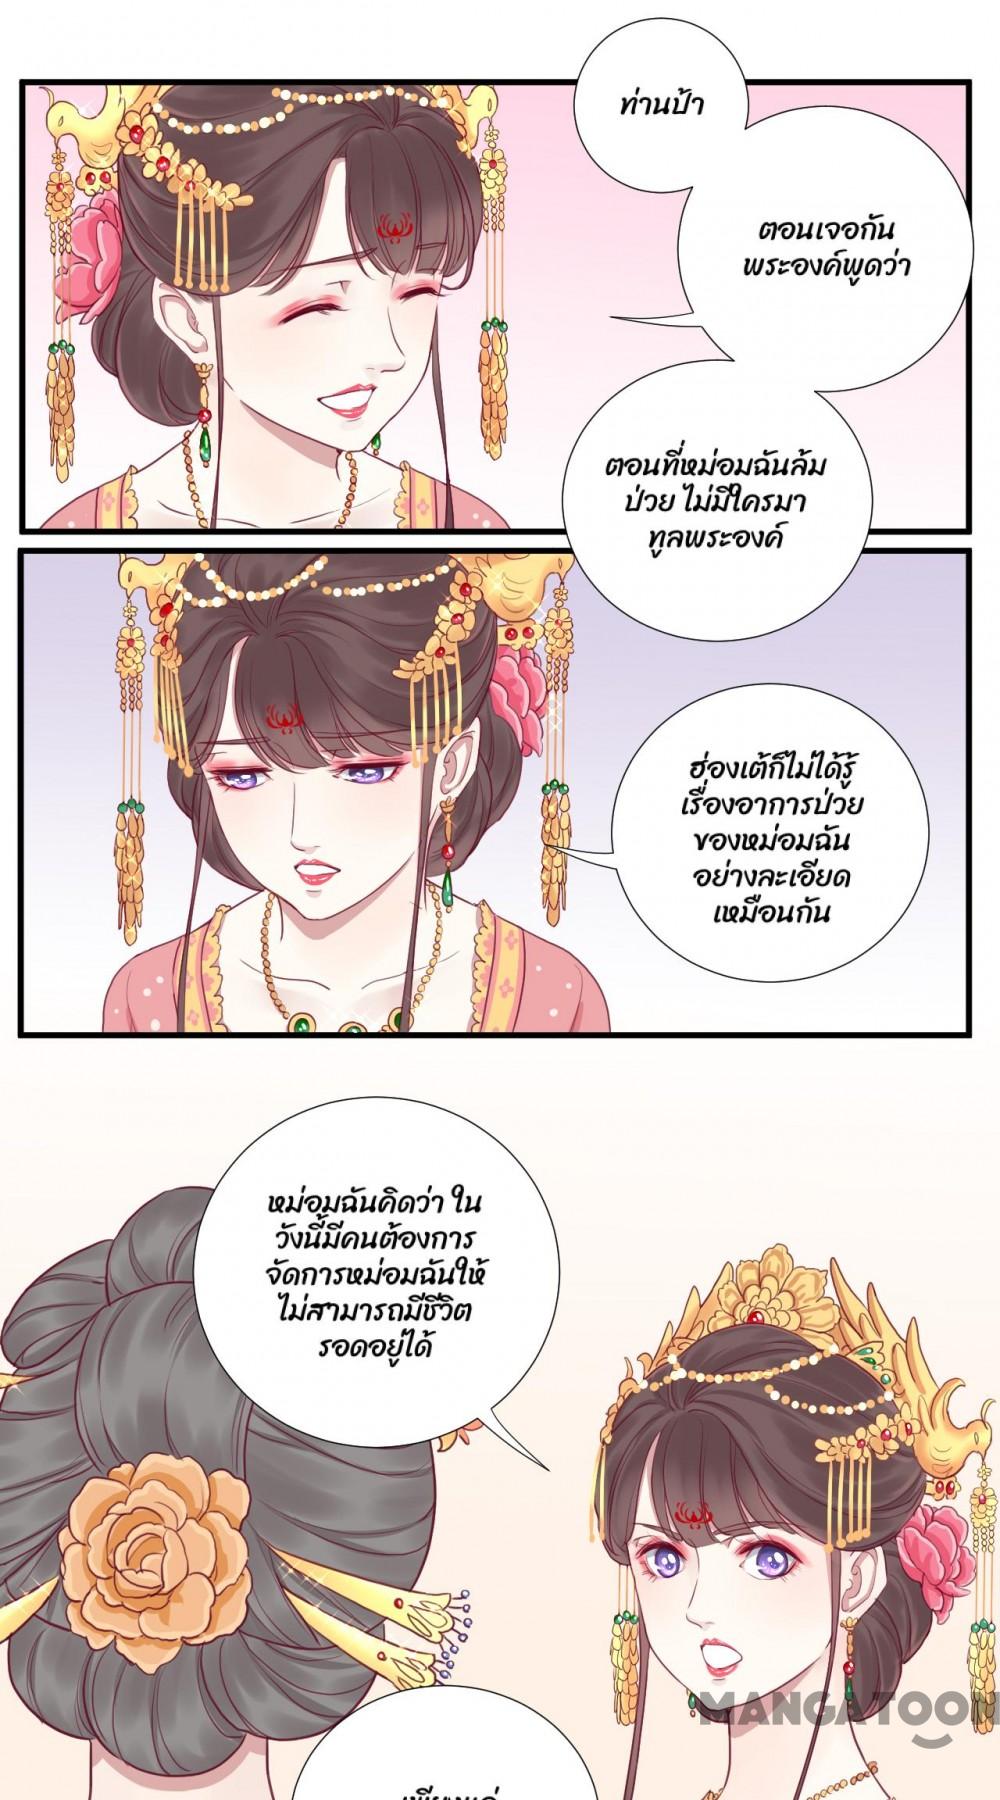 ท่านป้า
ตอนเจอกัน
พระองค์พูดว่า
ตอนที่หม่อมฉันล้ม
ป่วย ไม่มีใครมา
ทูลพระองค์
ฮ่องเต้ก็ไม่ได้รู้
เรื่องอาการป่วย
ของหม่อมฉัน
อย่างละเอียด
เหมือนกัน
หม่อมฉันคิดว่า ใน
วังนี้มีคนต้องการ
จัดการหม่อมฉันให้
ไม่สามารถมีชีวิต
รอดอยู่ได้
MANGATOON